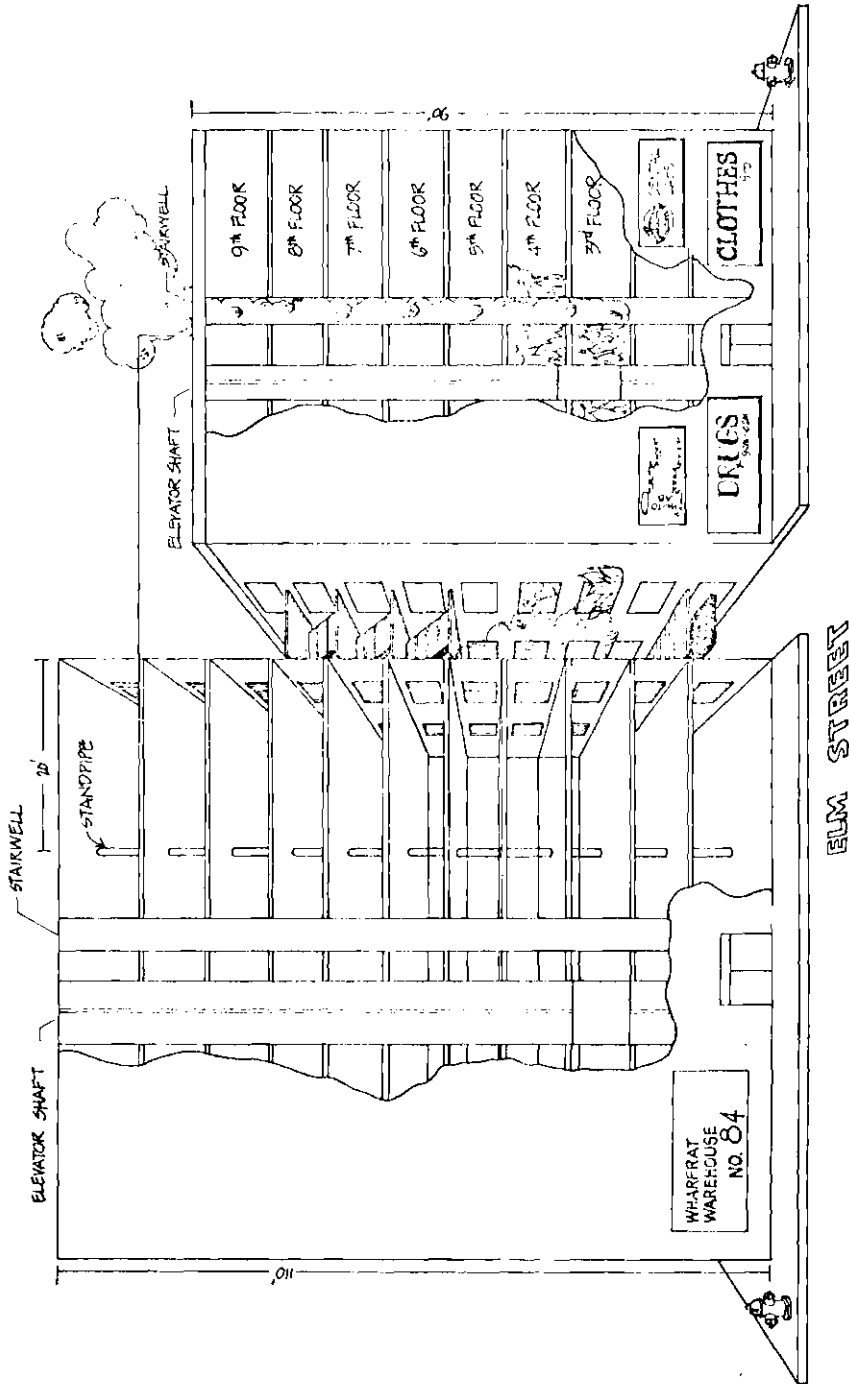 ELEVATOR SHAFT
STAIRWELL
20'
STANDPIPE
110'
WHARFRAT
WAREHOUSE
NO. 84
ELEVATOR SHAFT
STAIRWELL
90'
9th FLOOR
8th FLOOR
7th FLOOR
6th FLOOR
5th FLOOR
4th FLOOR
3rd FLOOR
DENTAL
DRUGS
CLOTHES
ELM STREET